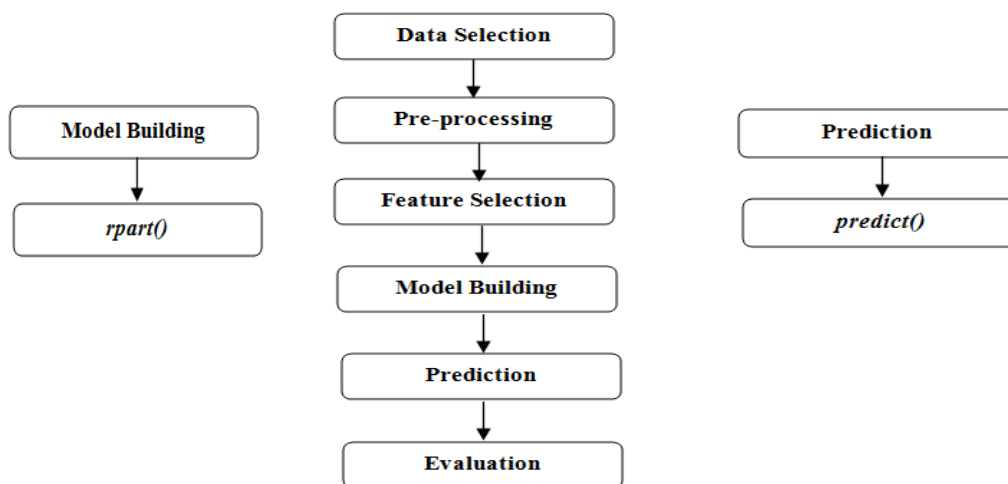 Data Selection
Pre-processing
Feature Selection
Model Building
Prediction
Evaluation
Model Building
rpart()
Prediction
predict()